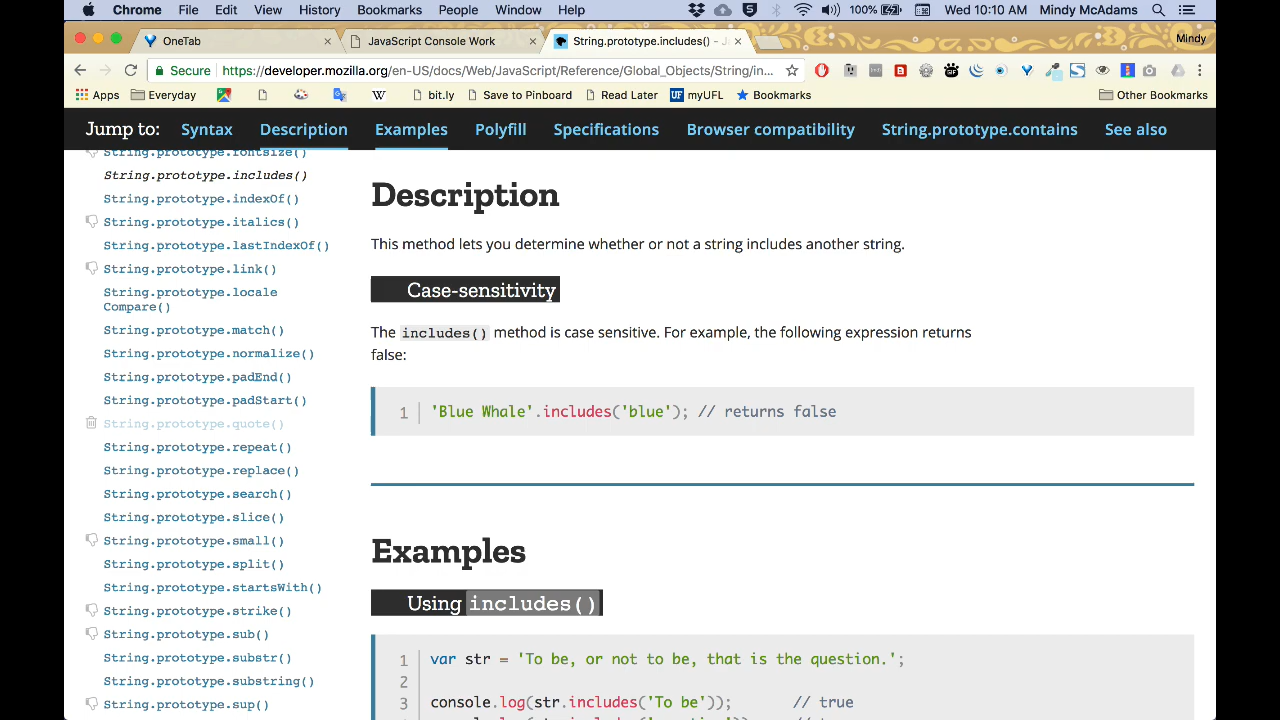 Chrome File Edit View History Bookmarks People Window Help 100% Wed 10:10 AM Mindy McAdams
OneTab JavaScript Console Work String.prototype.includes() - J Mindy
Secure https://developer.mozilla.org/en-US/docs/Web/JavaScript/Reference/Global_Objects/String/in...
Apps Everyday bit.ly Save to Pinboard Read Later UF myUFL Bookmarks Other Bookmarks
Jump to: Syntax Description Examples Polyfill Specifications Browser compatibility String.prototype.contains See also
String.prototype.fontsize()
String.prototype.includes()
String.prototype.indexOf()
String.prototype.italics()
String.prototype.lastIndexOf()
String.prototype.link()
String.prototype.locale
Compare()
String.prototype.match()
String.prototype.normalize()
String.prototype.padEnd()
String.prototype.padStart()
String.prototype.quote()
String.prototype.repeat()
String.prototype.replace()
String.prototype.search()
String.prototype.slice()
String.prototype.small()
String.prototype.split()
String.prototype.startsWith()
String.prototype.strike()
String.prototype.sub()
String.prototype.substr()
String.prototype.substring()
String.prototype.sup()
Description
This method lets you determine whether or not a string includes another string.
Case-sensitivity
The includes() method is case sensitive. For example, the following expression returns
false:
1 'Blue Whale'.includes('blue'); // returns false
Examples
Using includes()
1 var str = 'To be, or not to be, that is the question.';
2
3 console.log(str.includes('To be')); // true